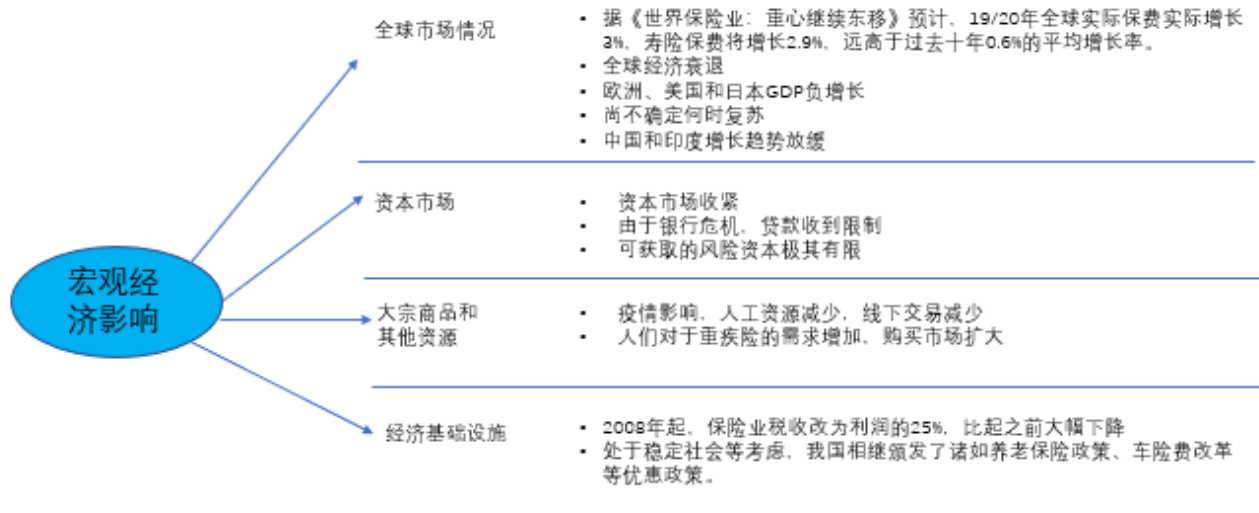 宏观经
济影响
全球市场情况
▪ 据《世界保险业：重心继续东移》预计，19/20年全球实际保费实际增长
3%，寿险保费将增长2.9%，远高于过去十年0.6%的平均增长率。
▪ 全球经济衰退
▪ 欧洲、美国和日本GDP负增长
▪ 尚不确定何时复苏
▪ 中国和印度增长趋势放缓
资本市场
▪ 资本市场收紧
▪ 由于银行危机，贷款收到限制
▪ 可获取的风险资本极其有限
大宗商品和
其他资源
▪ 疫情影响，人工资源减少，线下交易减少
▪ 人们对于重疾险的需求增加，购买市场扩大
经济基础设施
▪ 2008年起，保险业税收改为利润的25%，比起之前大幅下降
▪ 处于稳定社会等考虑，我国相继颁发了诸如养老保险政策、车险费改革
等优惠政策。